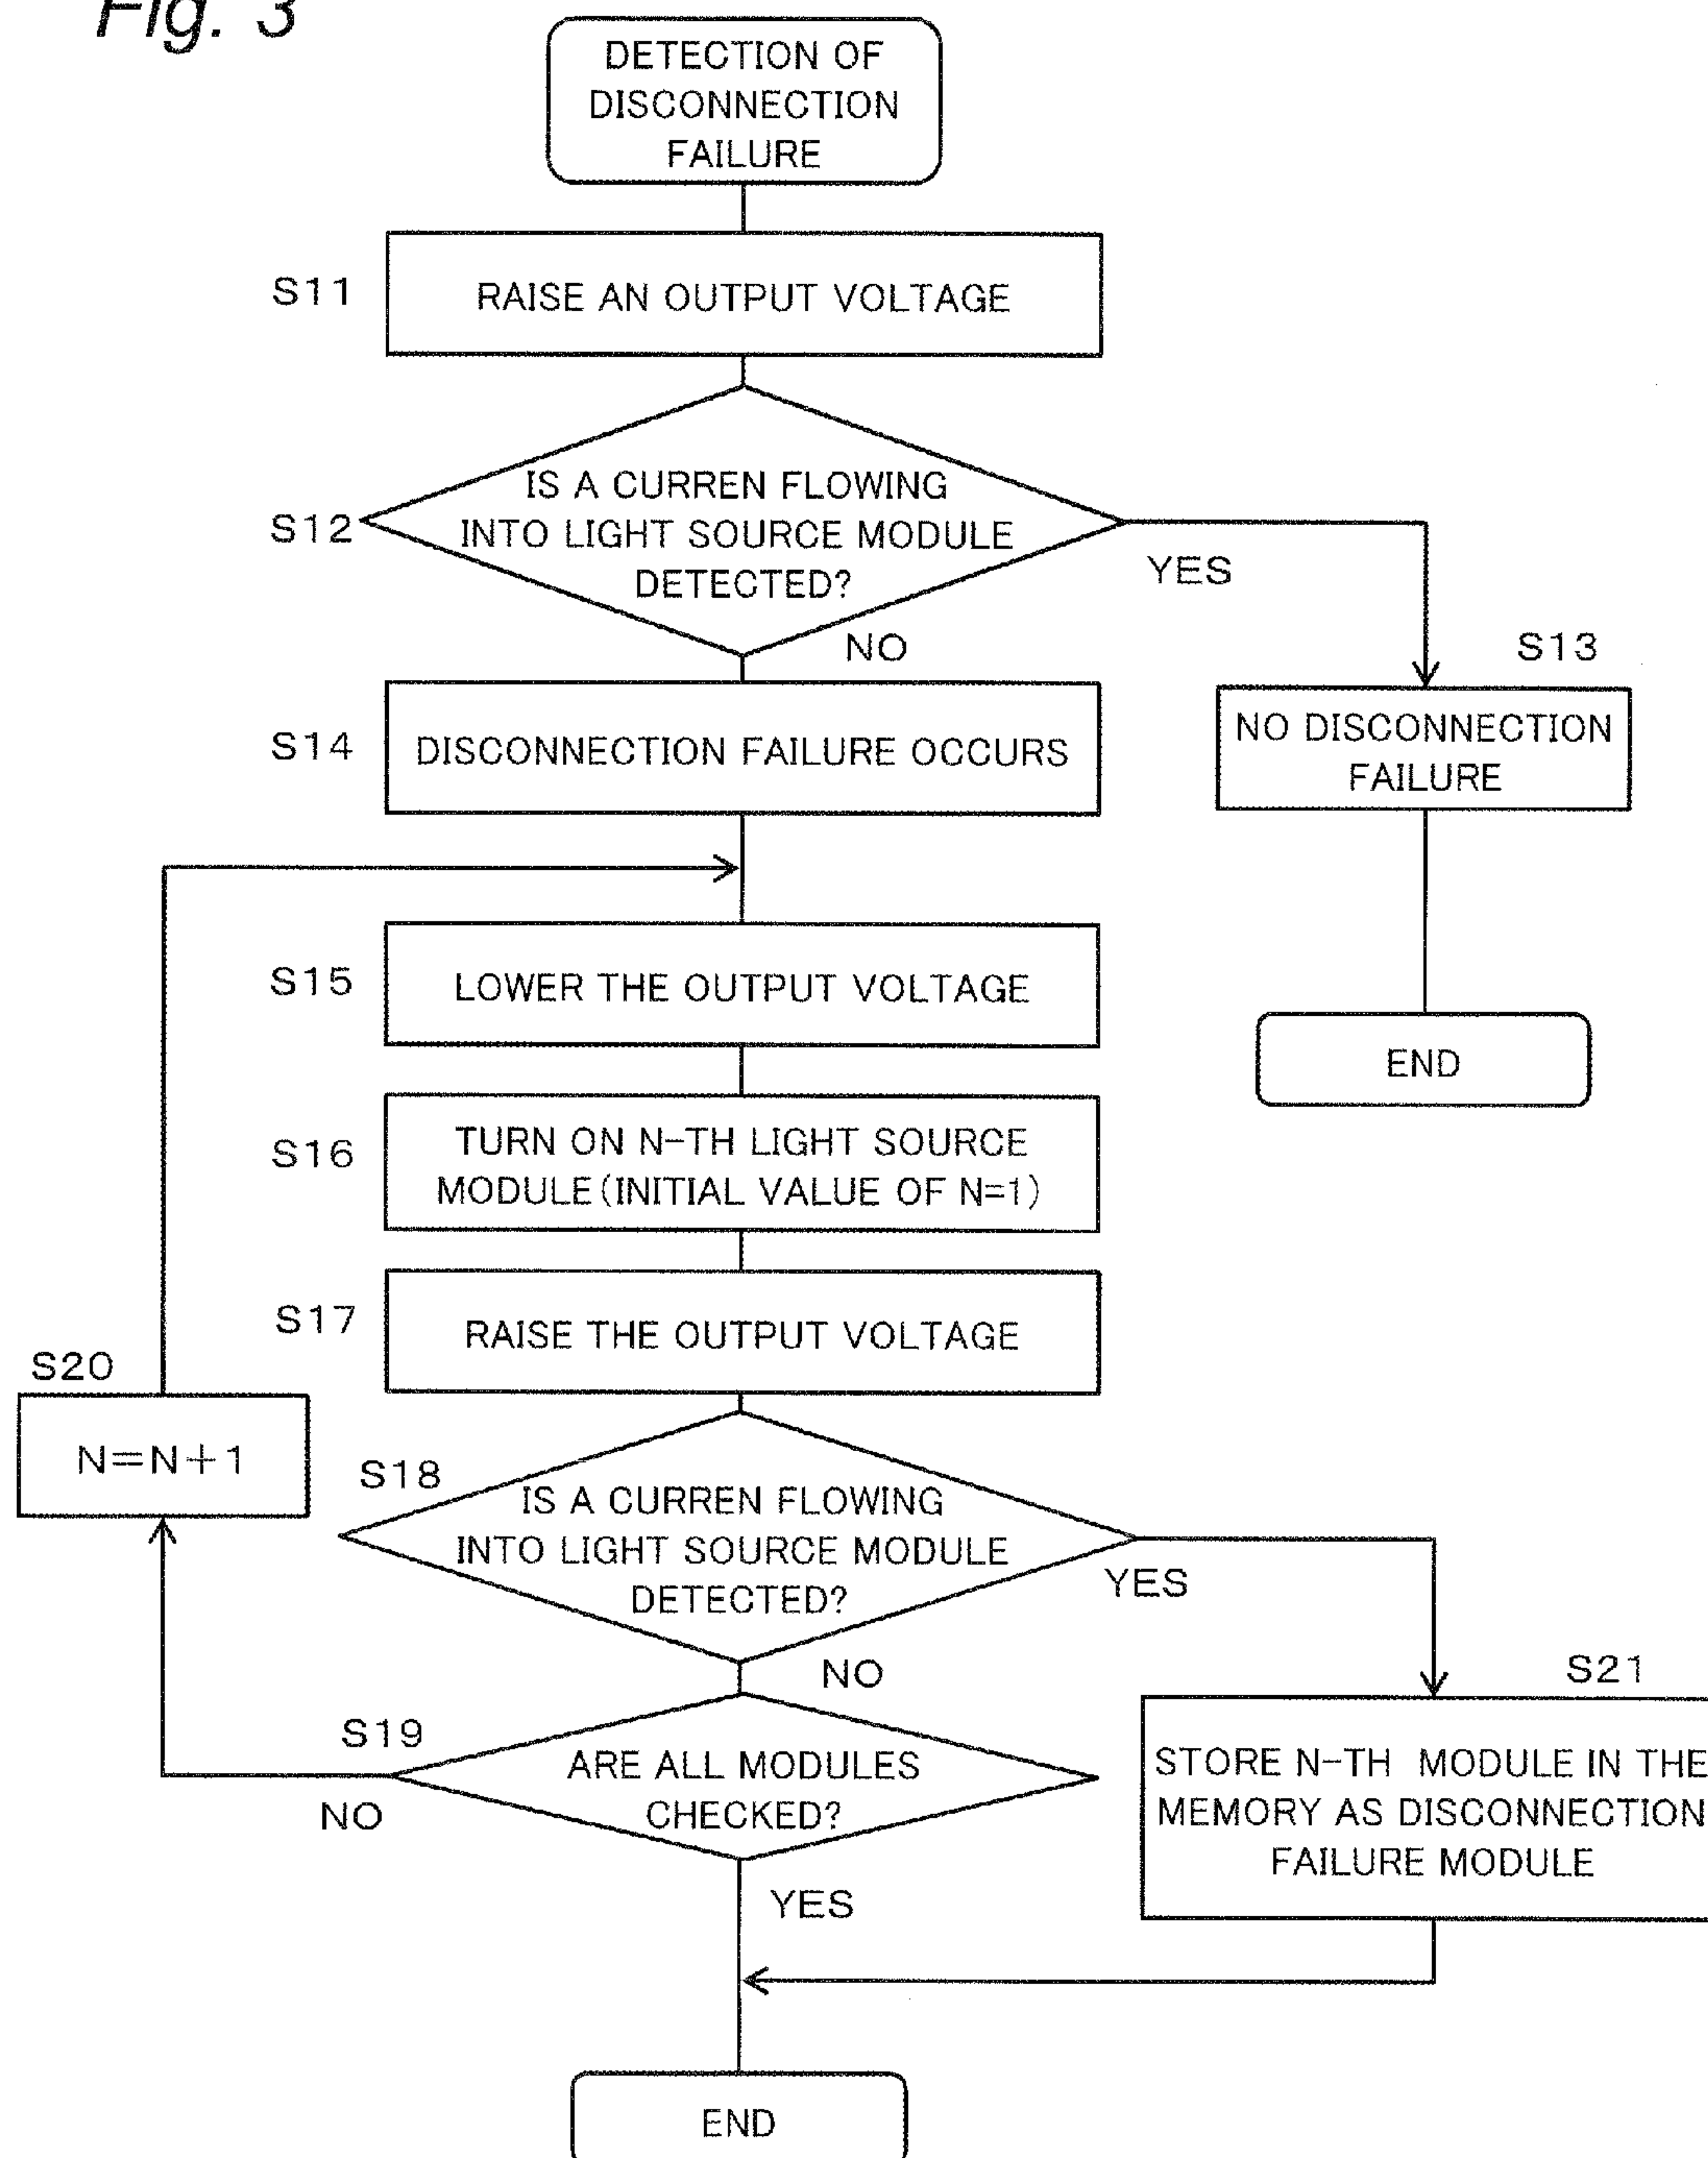 Fig. 3
DETECTION OF
DISCONNECTION
FAILURE
S11
RAISE AN OUTPUT VOLTAGE
S12
IS A CURREN FLOWING
INTO LIGHT SOURCE MODULE
DETECTED?
YES
NO
S13
NO DISCONNECTION
FAILURE
END
S14
DISCONNECTION FAILURE OCCURS
S15
LOWER THE OUTPUT VOLTAGE
S16
TURN ON N-TH LIGHT SOURCE
MODULE(INITIAL VALUE OF N=1)
S17
RAISE THE OUTPUT VOLTAGE
S20
N=N+1
S18
IS A CURREN FLOWING
INTO LIGHT SOURCE MODULE
DETECTED?
YES
NO
S21
STORE N-TH MODULE IN THE
MEMORY AS DISCONNECTION
FAILURE MODULE
S19
ARE ALL MODULES
CHECKED?
NO
YES
END